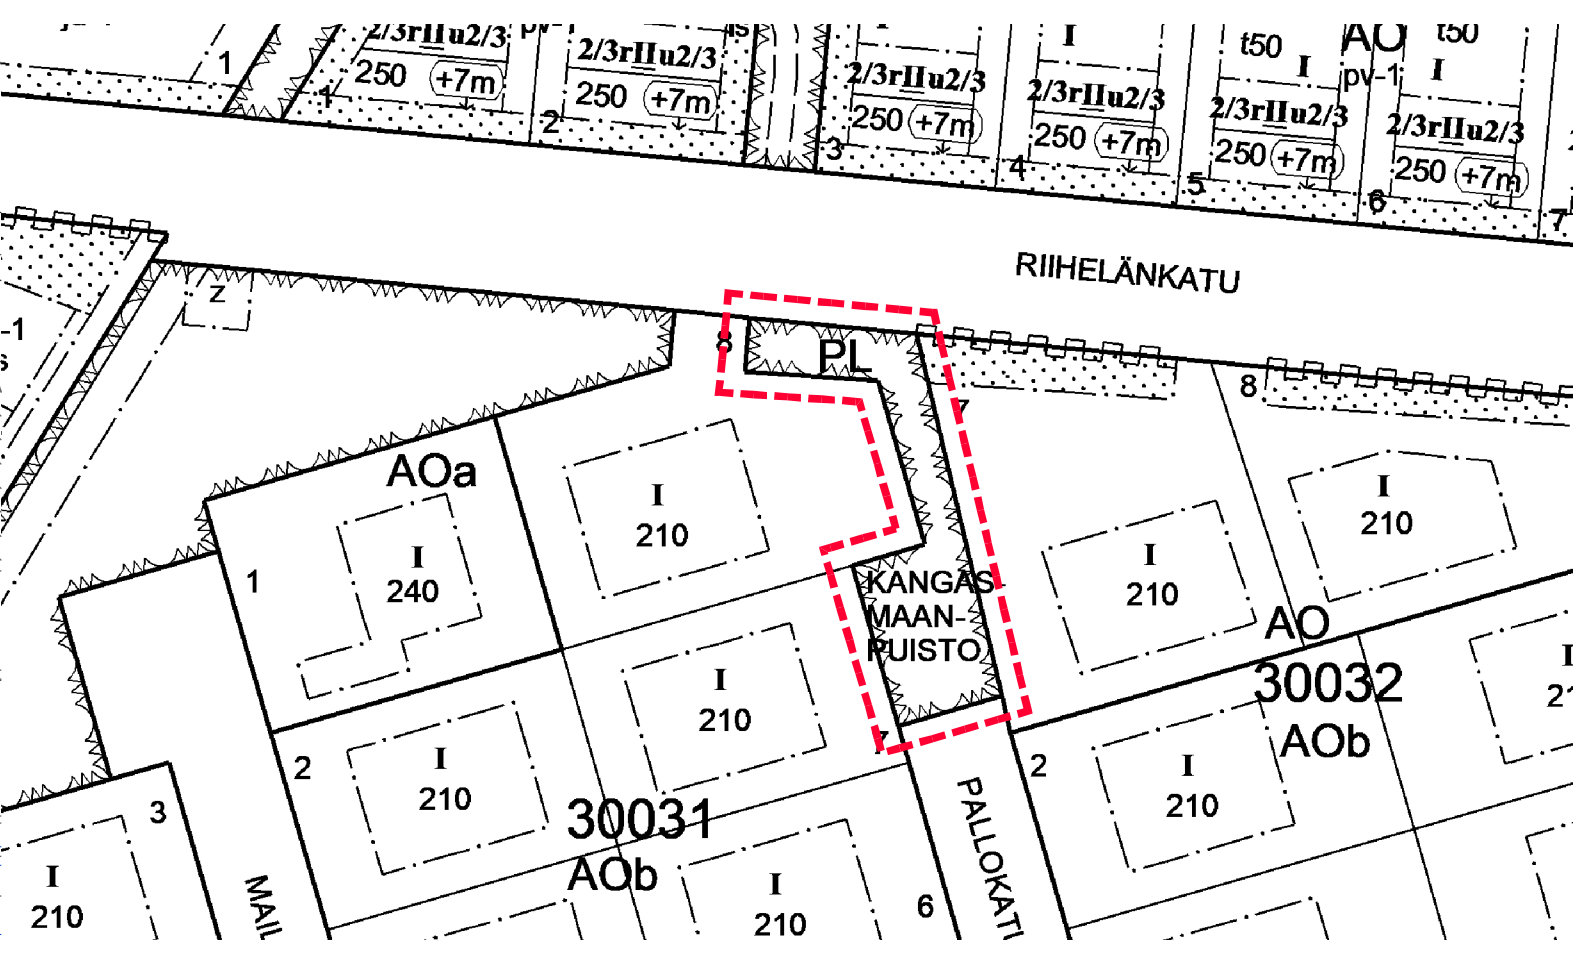 2/3rIIu2/3
250 (+7m)
1
1
2/3rIIu2/3
250 (+7m)
2
I
2/3rIIu2/3
250 (+7m)
3
I
2/3rIIu2/3
250 (+7m)
4
t50
I
2/3rIIu2/3
250 (+7m)
5
AO
pv-1
t50
I
2/3rIIu2/3
250 (+7m)
6
7
RIIHELÄNKATU
z
-1
s
8
PL
7
8
AOa
I
210
I
210
I
240
1
I
210
KANGAS-
MAAN-
PUISTO
AO
30032
AOb
I
210
2
I
210
7
2
I
210
I
210
30031
AOb
3
I
210
MAIL
I
210
6
PALLOKATU